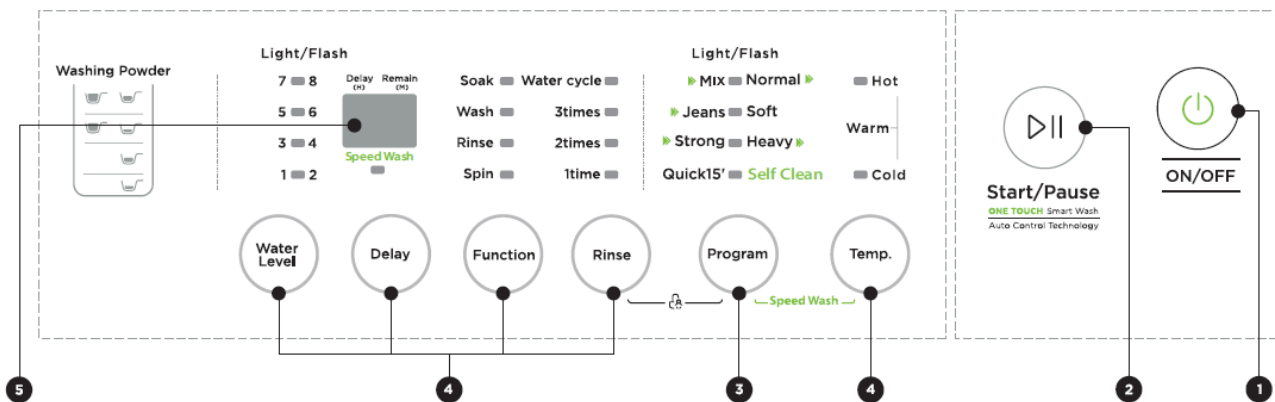 Light/Flash
Light/Flash
Washing Powder
7 8
Delay (H)
Remain (M)
Soak
Water cycle
MIX
Normal
Hot
5 6
Wash
3times
Jeans
Soft
Warm
3 4
Rinse
2times
Strong
Heavy
Speed Wash
1 2
Spin
1time
Quick15'
Self Clean
Cold
Water
Level
Delay
Function
Rinse
Program
Temp.
Speed Wash
Start/Pause
ONE TOUCH Smart Wash
Auto Control Technology
ON/OFF
5
4
3
4
2
1